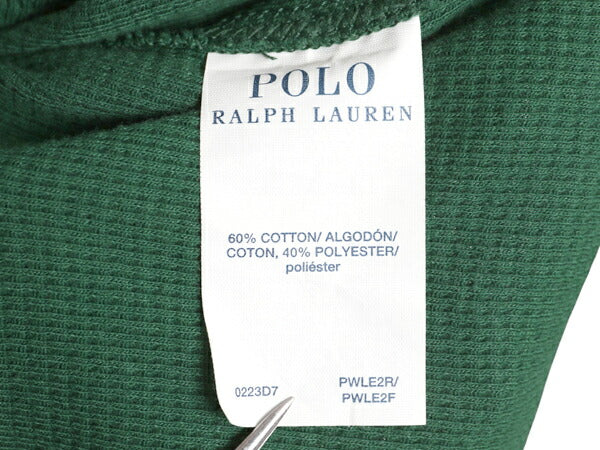 POLO
RALPH LAUREN
60% COTTON/ ALGODÓN/
COTON, 40% POLYESTER/
poliéster
0223D7
PWLE2R/
PWLE2F